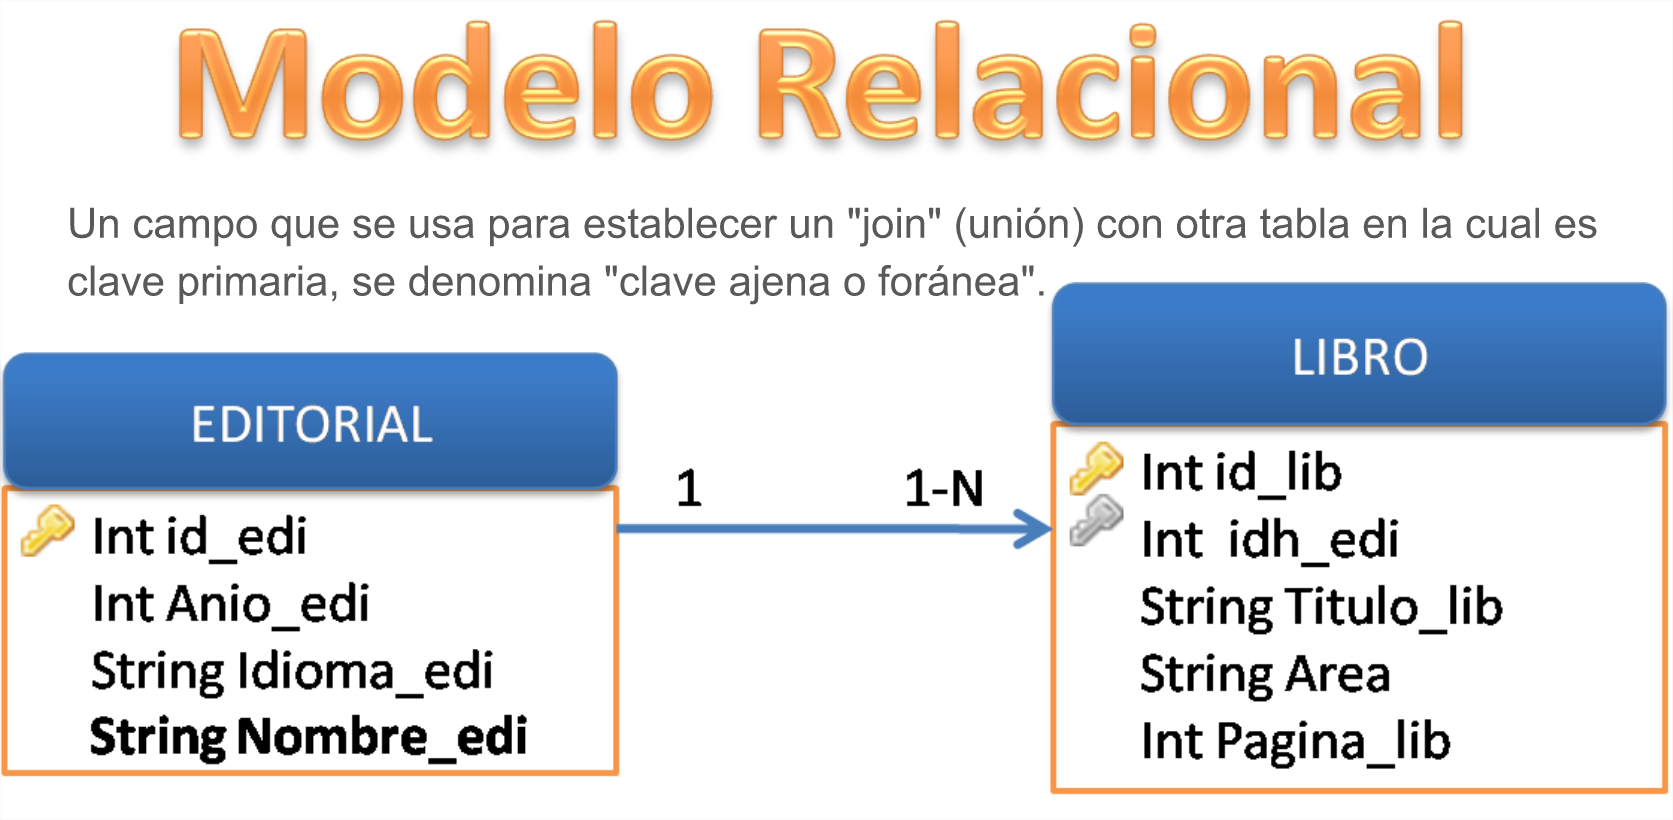 Modelo Relacional
Un campo que se usa para establecer un "join" (unión) con otra tabla en la cual es
clave primaria, se denomina "clave ajena o foránea".
EDITORIAL
Int id_edi
Int Anio_edi
String Idioma_edi
String Nombre_edi
1
1-N
LIBRO
Int id_lib
Int idh_edi
String Titulo_lib
String Area
Int Pagina_lib